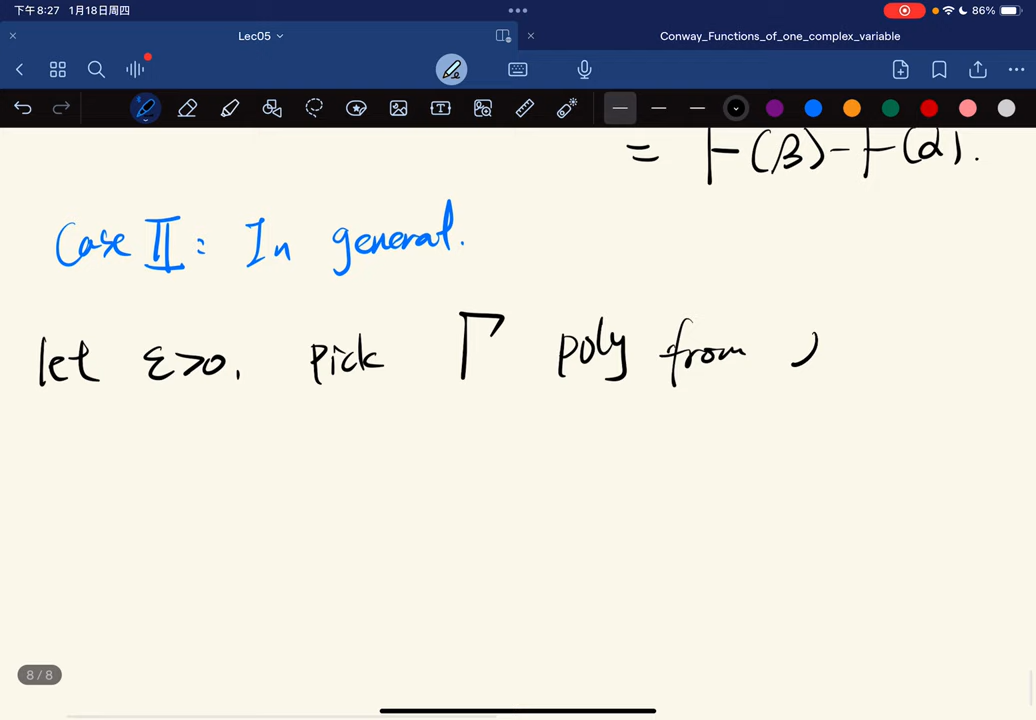 下午8:27 1月18日周四
86%
Lec05
Conway_Functions_of_one_complex_variable
= F(β)-F(α).
Case II: In general.
let ε>0, pick Γ poly from
8 / 8